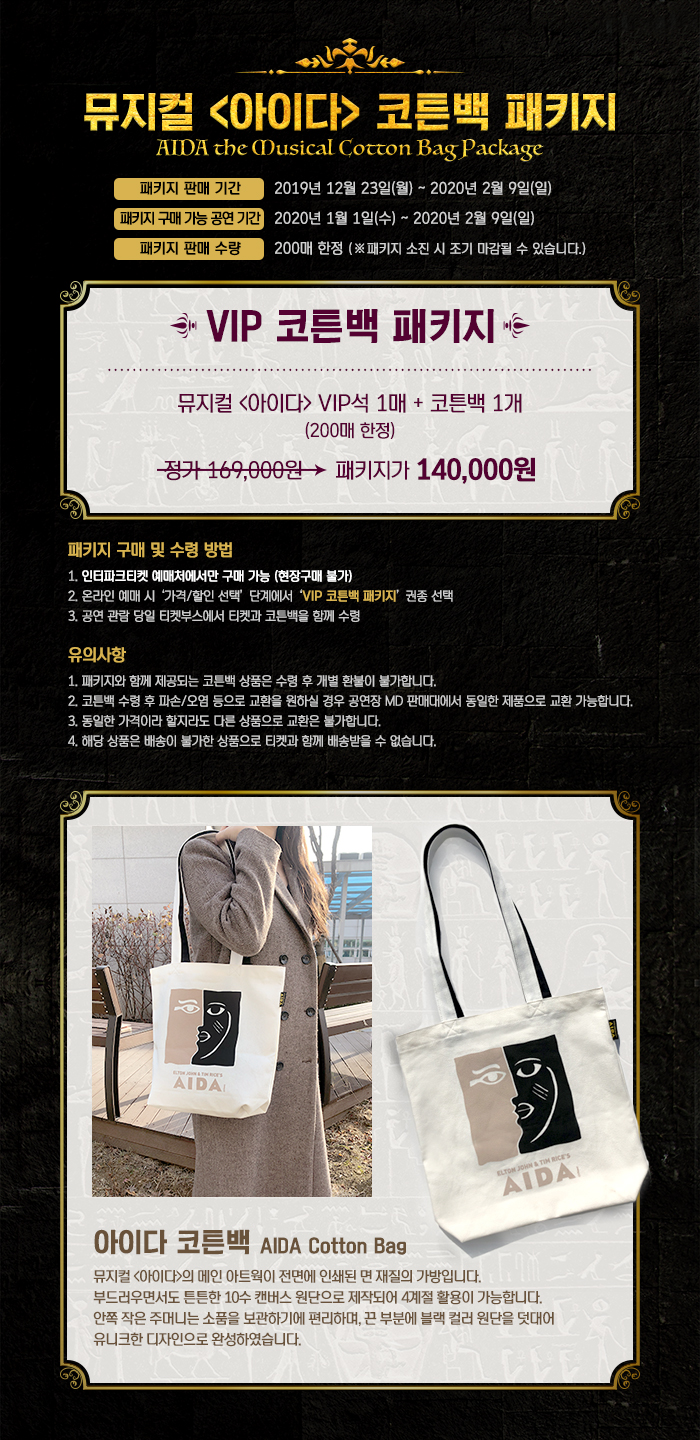 뮤지컬 <아이다> 코튼백 패키지
AIDA the Musical Cotton Bag Package
패키지 판매 기간 2019년 12월 23일(월) ~ 2020년 2월 9일(일)
패키지 구매 가능 공연 기간 2020년 1월 1일(수) ~ 2020년 2월 9일(일)
패키지 판매 수량 200매 한정 (※패키지 소진 시 조기 마감될 수 있습니다.)
VIP 코튼백 패키지
뮤지컬 <아이다> VIP석 1매 + 코튼백 1개
(200매 한정)
정가 169,000원 → 패키지가 140,000원
패키지 구매 및 수령 방법
1. 인터파크티켓 예매처에서만 구매 가능 (현장구매 불가)
2. 온라인 예매 시 ‘가격/할인 선택’ 단계에서 ‘VIP 코튼백 패키지’ 권종 선택
3. 공연 관람 당일 티켓부스에서 티켓과 코튼백을 함께 수령
유의사항
1. 패키지와 함께 제공되는 코튼백 상품은 수령 후 개별 환불이 불가합니다.
2. 코튼백 수령 후 파손/오염 등으로 교환을 원하실 경우 공연장 MD 판매대에서 동일한 제품으로 교환 가능합니다.
3. 동일한 가격이라 할지라도 다른 상품으로 교환은 불가합니다.
4. 해당 상품은 배송이 불가한 상품으로 티켓과 함께 배송받을 수 없습니다.
ELTON JOHN & TIM RICE'S
AIDA
ELTON JOHN & TIM RICE'S
AIDA
아이다 코튼백 AIDA Cotton Bag
뮤지컬 <아이다>의 메인 아트웍이 전면에 인쇄된 면 재질의 가방입니다.
부드러우면서도 튼튼한 10수 캔버스 원단으로 제작되어 4계절 활용이 가능합니다.
안쪽 작은 주머니는 소품을 보관하기에 편리하며, 끈 부분에 블랙 컬러 원단을 덧대어
유니크한 디자인으로 완성하였습니다.